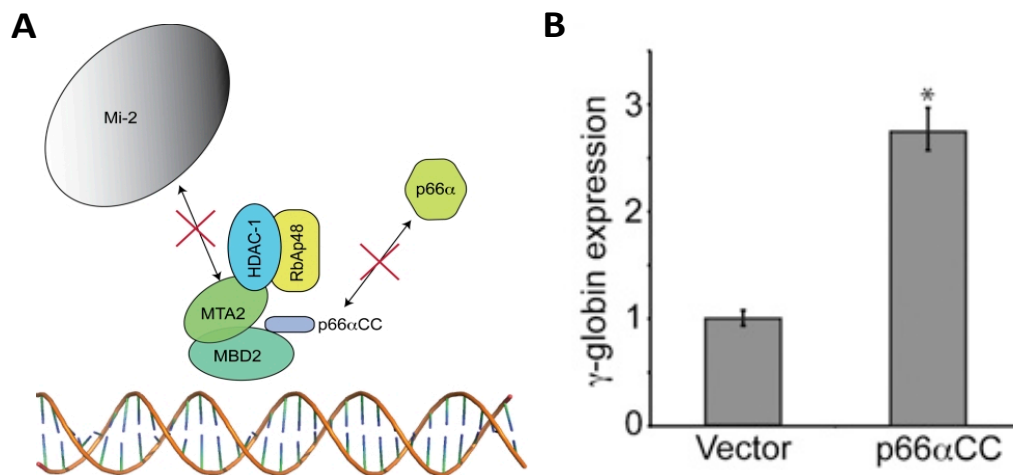 A
Mi-2
p66α
HDAC-1
RbAp48
MTA2
p66αCC
MBD2
B
γ-globin expression
3
2
1
0
*
Vector
p66αCC